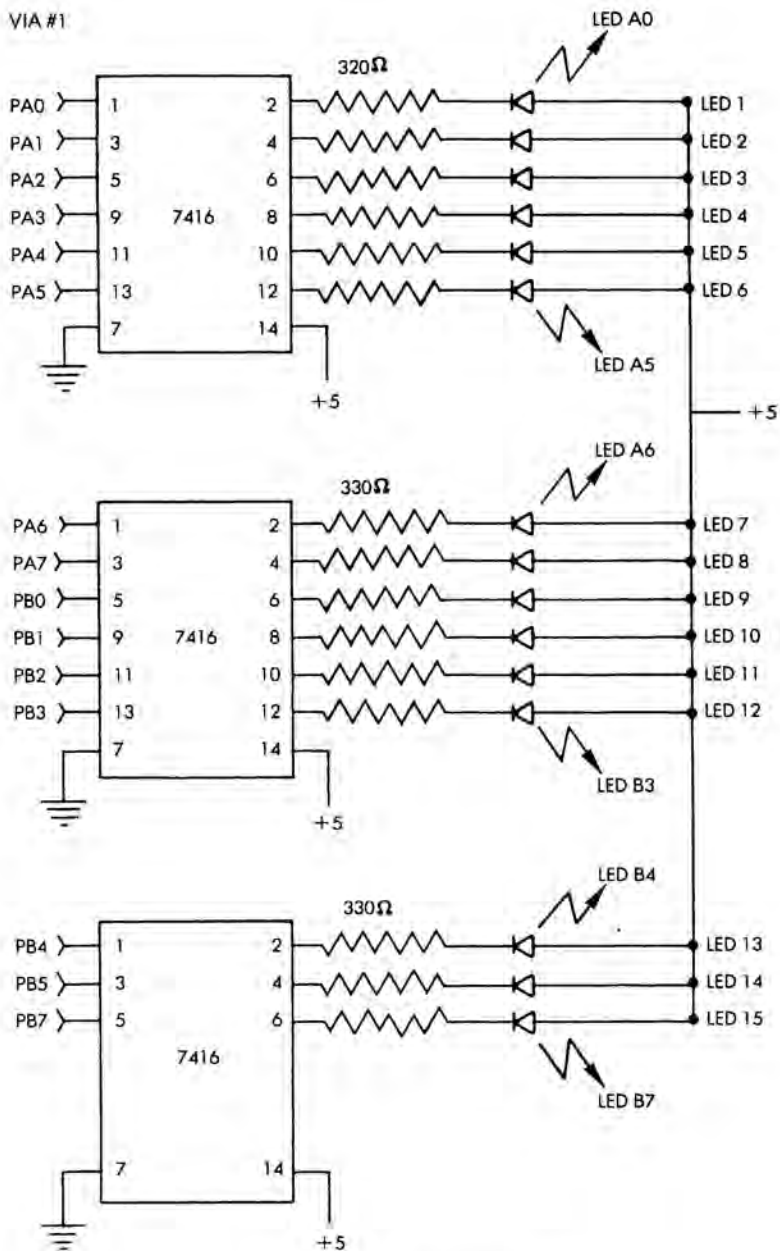 VIA #1
LED A0
320Ω
PA0 1 2 LED 1
PA1 3 4 LED 2
PA2 5 6 LED 3
PA3 9 7416 8 LED 4
PA4 11 10 LED 5
PA5 13 12 LED 6
7 14
LED A5
+5
+5
LED A6
330Ω
PA6 1 2 LED 7
PA7 3 4 LED 8
PB0 5 6 LED 9
PB1 9 7416 8 LED 10
PB2 11 10 LED 11
PB3 13 12 LED 12
7 14
LED B3
+5
LED B4
330Ω
PB4 1 2 LED 13
PB5 3 4 LED 14
PB7 5 6 LED 15
7416
LED B7
7 14
+5